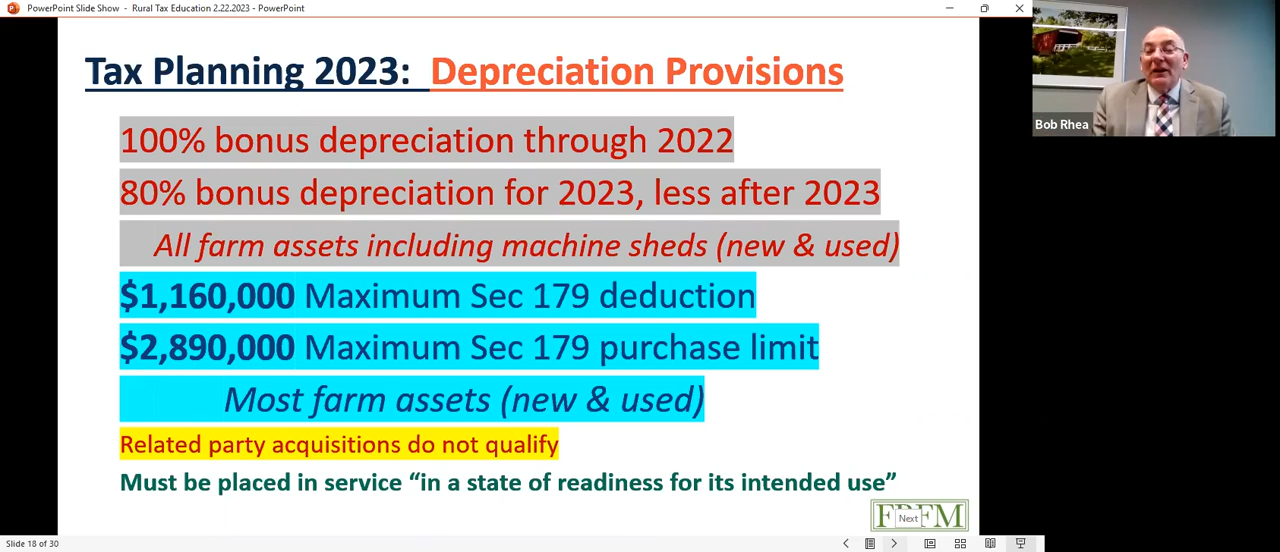 PowerPoint Slide Show - Rural Tax Education 2.22.2023 - PowerPoint
Tax Planning 2023: Depreciation Provisions
100% bonus depreciation through 2022
80% bonus depreciation for 2023, less after 2023
All farm assets including machine sheds (new & used)
$1,160,000 Maximum Sec 179 deduction
$2,890,000 Maximum Sec 179 purchase limit
Most farm assets (new & used)
Related party acquisitions do not qualify
Must be placed in service “in a state of readiness for its intended use”
Next
Slide 18 of 30
Bob Rhea